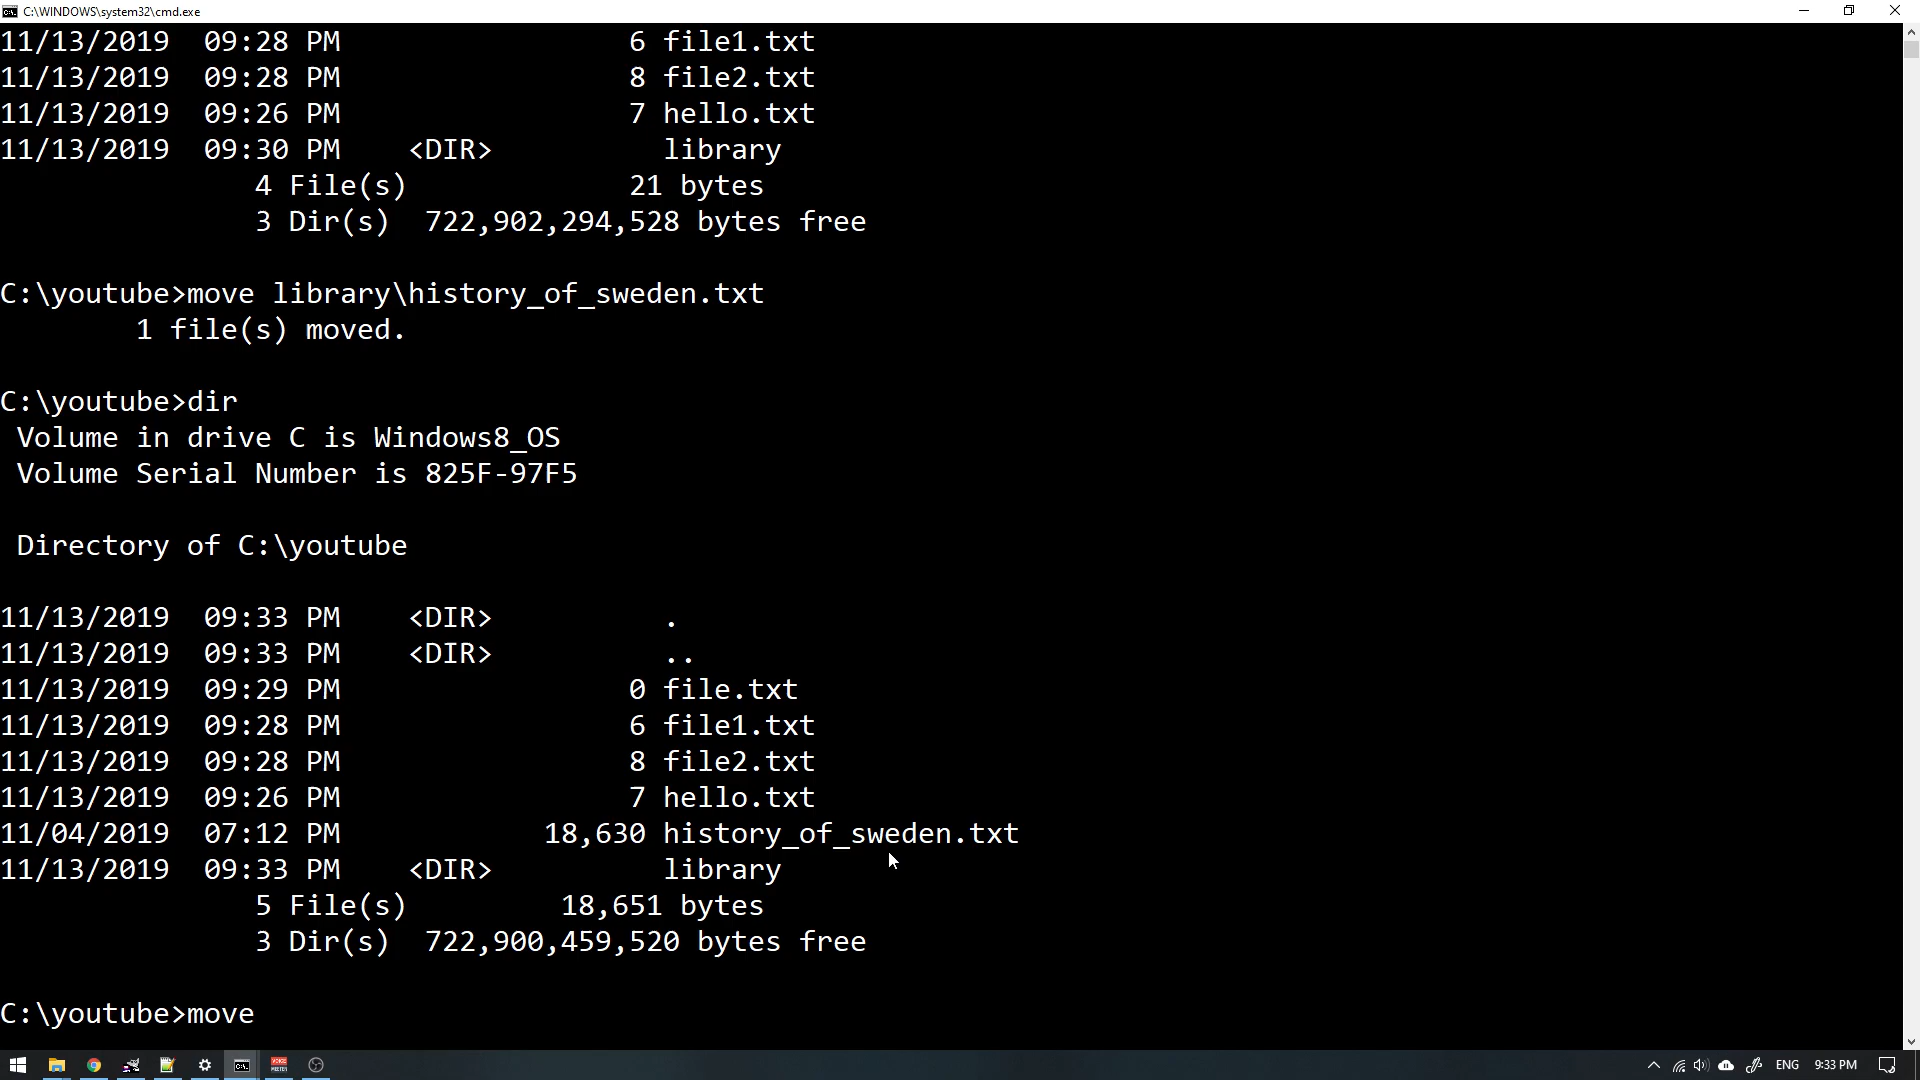 C:\WINDOWS\system32\cmd.exe
11/13/2019  09:28 PM                 6 file1.txt
11/13/2019  09:28 PM                 8 file2.txt
11/13/2019  09:26 PM                 7 hello.txt
11/13/2019  09:30 PM    <DIR>          library
               4 File(s)             21 bytes
               3 Dir(s)  722,902,294,528 bytes free
C:\youtube>move library\history_of_sweden.txt
        1 file(s) moved.
C:\youtube>dir
 Volume in drive C is Windows8_OS
 Volume Serial Number is 825F-97F5
 Directory of C:\youtube
11/13/2019  09:33 PM    <DIR>          .
11/13/2019  09:33 PM    <DIR>          ..
11/13/2019  09:29 PM                 0 file.txt
11/13/2019  09:28 PM                 6 file1.txt
11/13/2019  09:28 PM                 8 file2.txt
11/13/2019  09:26 PM                 7 hello.txt
11/04/2019  07:12 PM            18,630 history_of_sweden.txt
11/13/2019  09:33 PM    <DIR>          library
               5 File(s)         18,651 bytes
               3 Dir(s)  722,900,459,520 bytes free
C:\youtube>move
ENG 9:33 PM